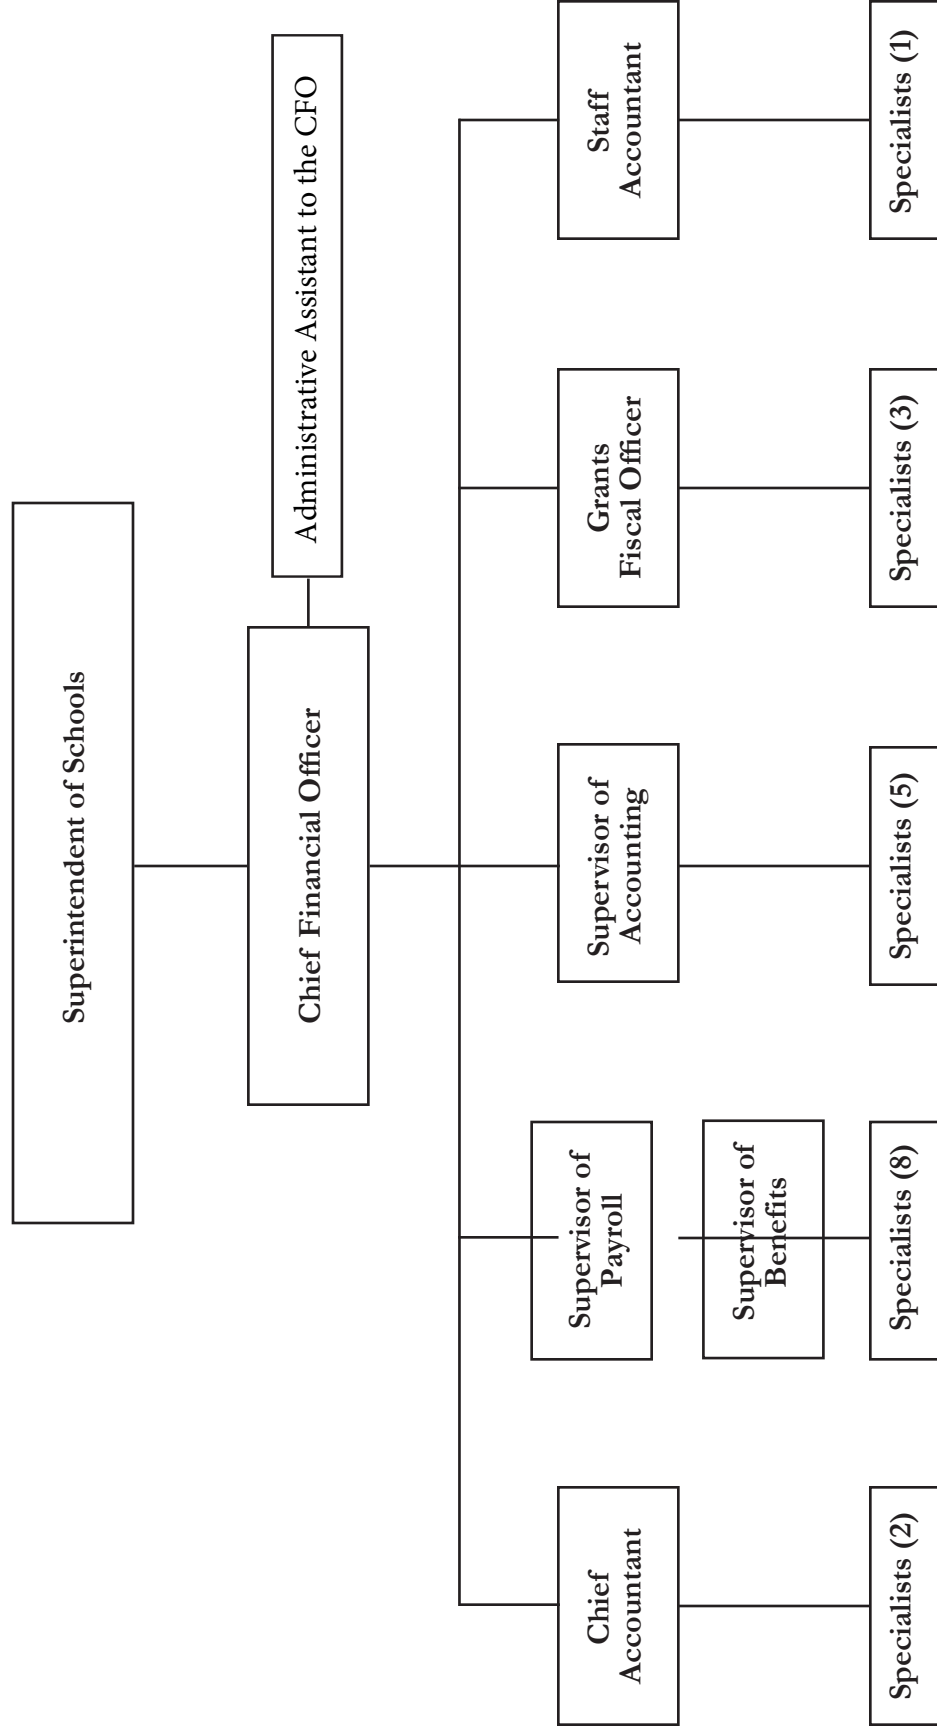 Superintendent of Schools
Chief Financial Officer
Administrative Assistant to the CFO
Chief
Accountant
Supervisor of
Payroll
Supervisor of
Benefits
Supervisor of
Accounting
Grants
Fiscal Officer
Staff
Accountant
Specialists (2)
Specialists (8)
Specialists (5)
Specialists (3)
Specialists (1)